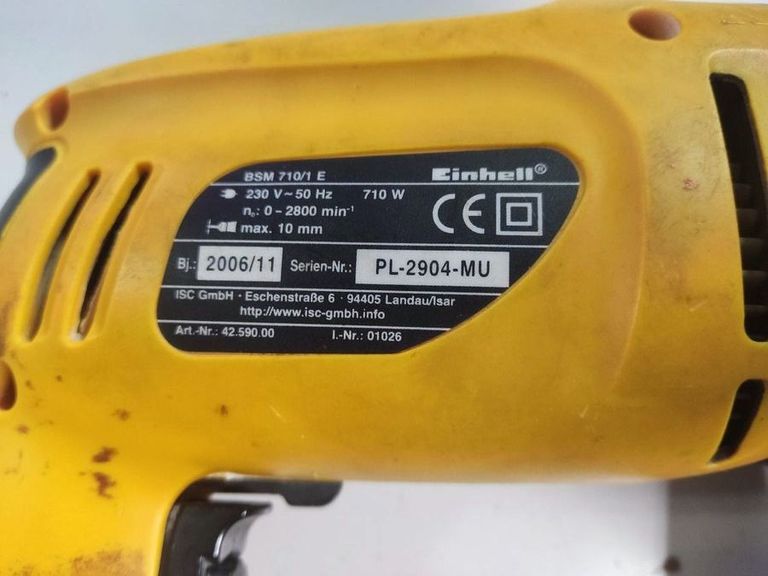 BSM 710/1 E
Einhell®
230 V ~ 50 Hz 710 W
n₀: 0 – 2800 min⁻¹
max. 10 mm
CE
Bj.: 2006/11 Serien-Nr.: PL-2904-MU
ISC GmbH · Eschenstraße 6 · 94405 Landau/Isar
http://www.isc-gmbh.info
Art.-Nr.: 42.590.00 I.-Nr.: 01026